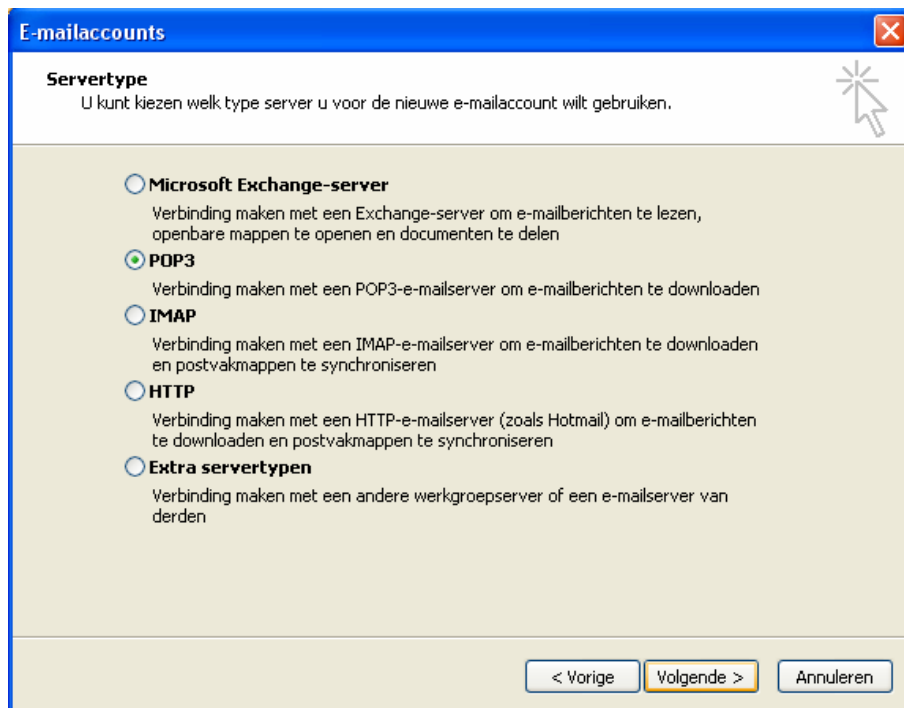 E-mailaccounts
Servertype
U kunt kiezen welk type server u voor de nieuwe e-mailaccount wilt gebruiken.
Microsoft Exchange-server
Verbinding maken met een Exchange-server om e-mailberichten te lezen,
openbare mappen te openen en documenten te delen
POP3
Verbinding maken met een POP3-e-mailserver om e-mailberichten te downloaden
IMAP
Verbinding maken met een IMAP-e-mailserver om e-mailberichten te downloaden
en postvakmappen te synchroniseren
HTTP
Verbinding maken met een HTTP-e-mailserver (zoals Hotmail) om e-mailberichten
te downloaden en postvakmappen te synchroniseren
Extra servertypen
Verbinding maken met een andere werkgroepserver of een e-mailserver van
derden
< Vorige Volgende > Annuleren